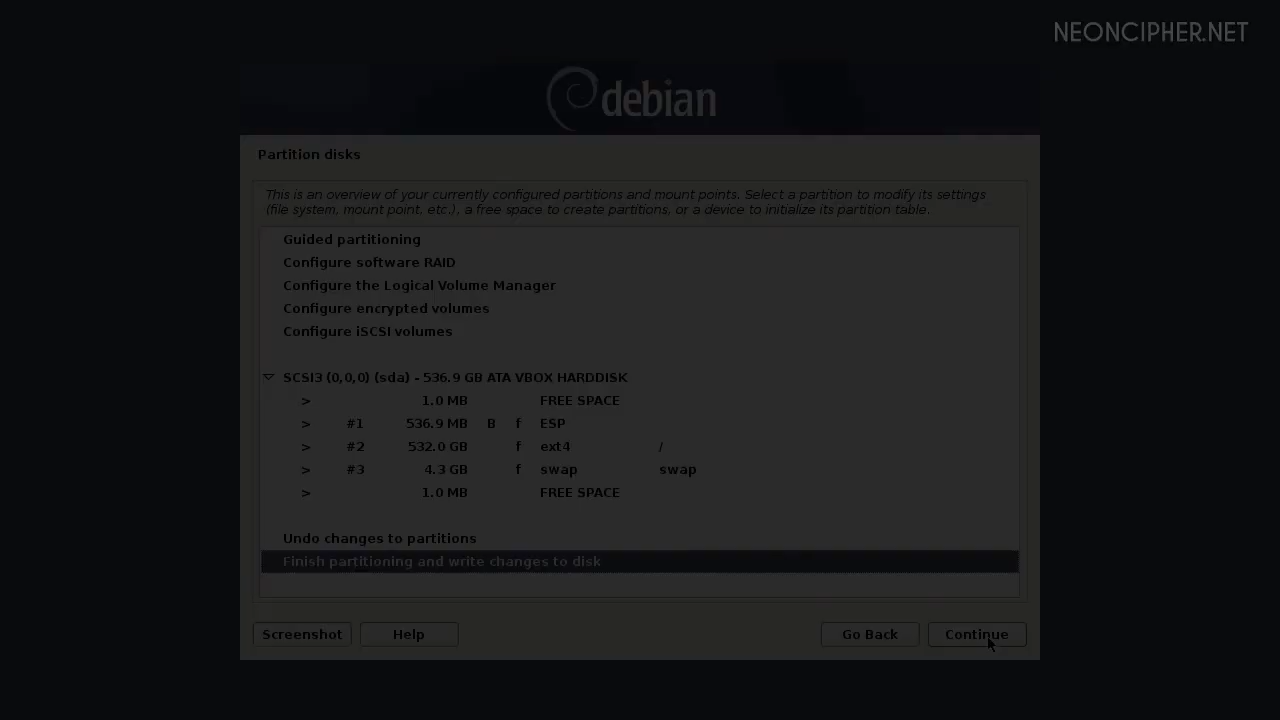 NEONCIPHER.NET
debian
Partition disks
This is an overview of your currently configured partitions and mount points. Select a partition to modify its settings
(file system, mount point, etc.), a free space to create partitions, or a device to initialize its partition table.
Guided partitioning
Configure software RAID
Configure the Logical Volume Manager
Configure encrypted volumes
Configure iSCSI volumes
SCSI3 (0,0,0) (sda) - 536.9 GB ATA VBOX HARDDISK
> 1.0 MB FREE SPACE
> #1 536.9 MB B f ESP
> #2 532.0 GB f ext4 /
> #3 4.3 GB f swap swap
> 1.0 MB FREE SPACE
Undo changes to partitions
Finish partitioning and write changes to disk
Screenshot Help Go Back Continue